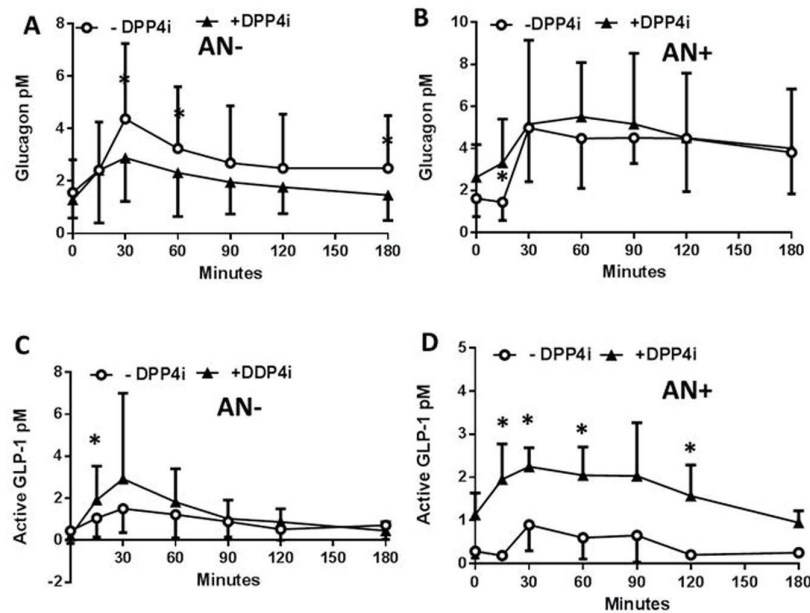 A
- DPP4i +DPP4i
AN-
Glucagon pM
8
6
4
2
0
*
*
*
0 30 60 90 120 150 180
Minutes
B
-DPP4i +DPP4i
AN+
Glucagon pM
10
8
6
4
2
0
*
0 30 60 90 120 150 180
Minutes
C
- DPP4i +DDP4i
AN-
Active GLP-1 pM
8
6
4
2
0
-2
*
30 60 90 120 150 180
Minutes
D
- DPP4i +DPP4i
AN+
Active GLP-1 pM
5
4
3
2
1
0
* * * *
0 30 60 90 120 150 180
Minutes